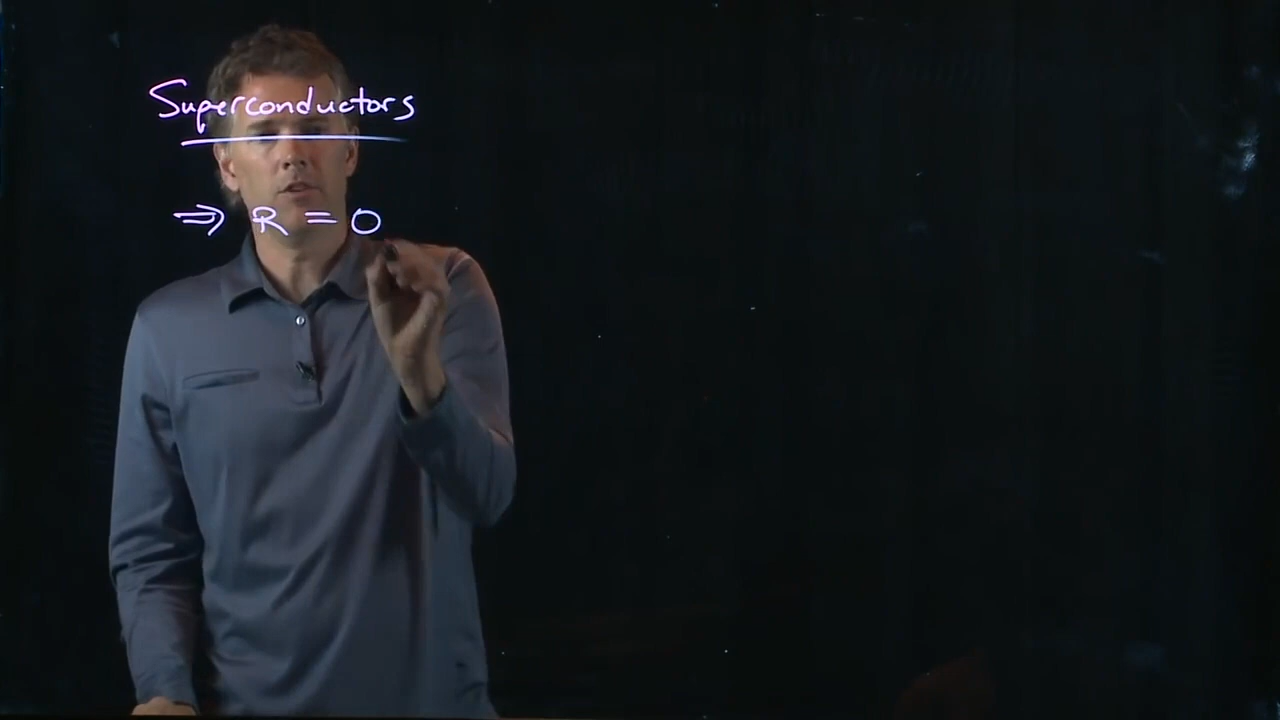 Superconductors
⇒ R = 0